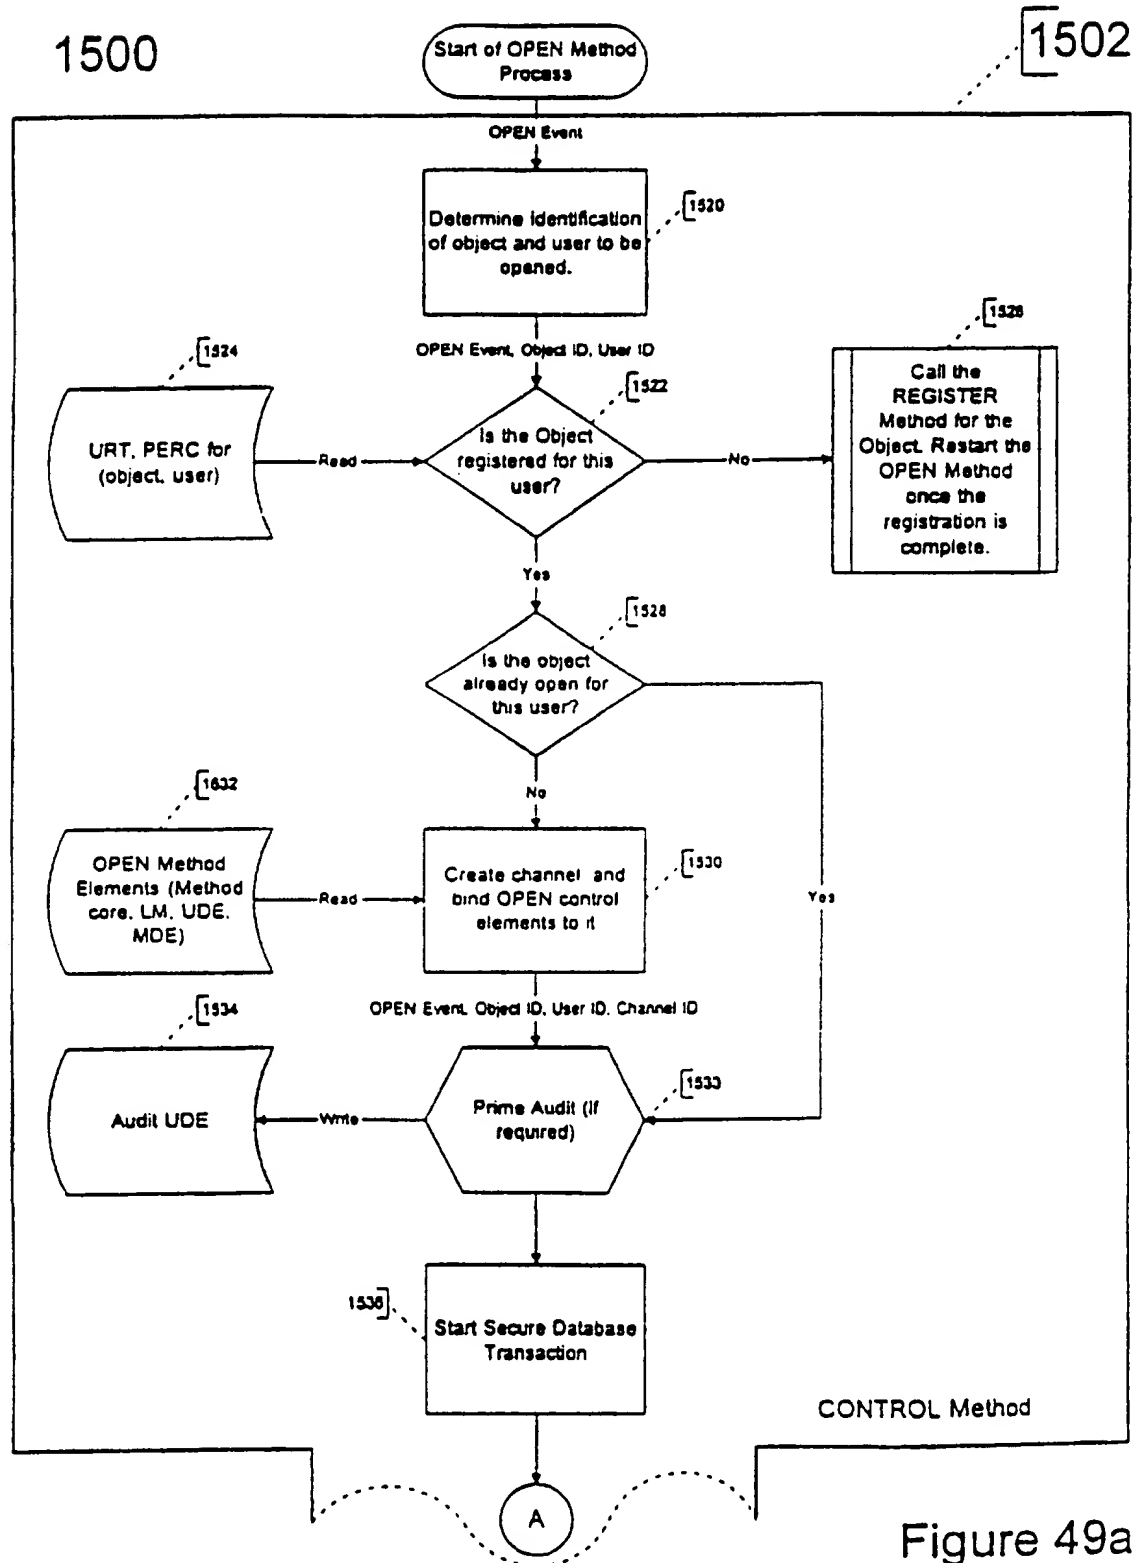 1500
1502
Start of OPEN Method
Process
OPEN Event
Determine identification
of object and user to be
opened.
1520
OPEN Event, Object ID, User ID
1526
Call the
REGISTER
Method for the
Object. Restart the
OPEN Method
once the
registration is
complete.
1524
URT, PERC for
(object, user)
Read
1522
Is the Object
registered for this
user?
No
Yes
1528
Is the object
already open for
this user?
No
Yes
1632
OPEN Method
Elements (Method
core, LM, UDE,
MDE)
Read
1530
Create channel and
bind OPEN control
elements to it
OPEN Event, Object ID, User ID, Channel ID
1534
Audit UDE
Write
1533
Prime Audit (if
required)
1536
Start Secure Database
Transaction
CONTROL Method
A
Figure 49a